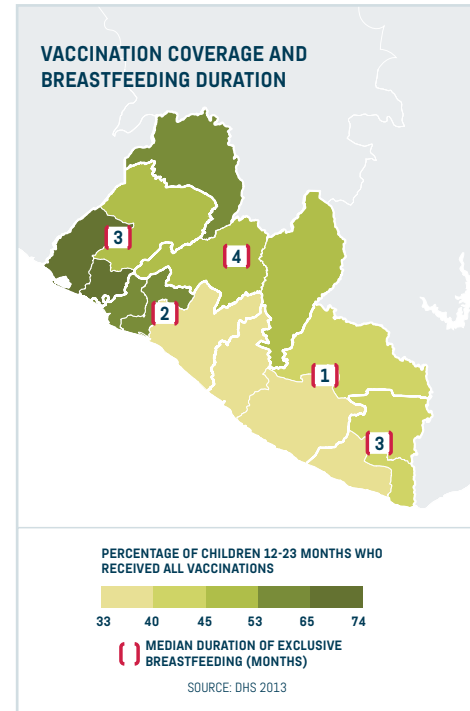 VACCINATION COVERAGE AND
BREASTFEEDING DURATION
3
4
2
1
3
PERCENTAGE OF CHILDREN 12-23 MONTHS WHO
RECEIVED ALL VACCINATIONS
33 40 45 53 65 74
MEDIAN DURATION OF EXCLUSIVE
BREASTFEEDING (MONTHS)
SOURCE: DHS 2013